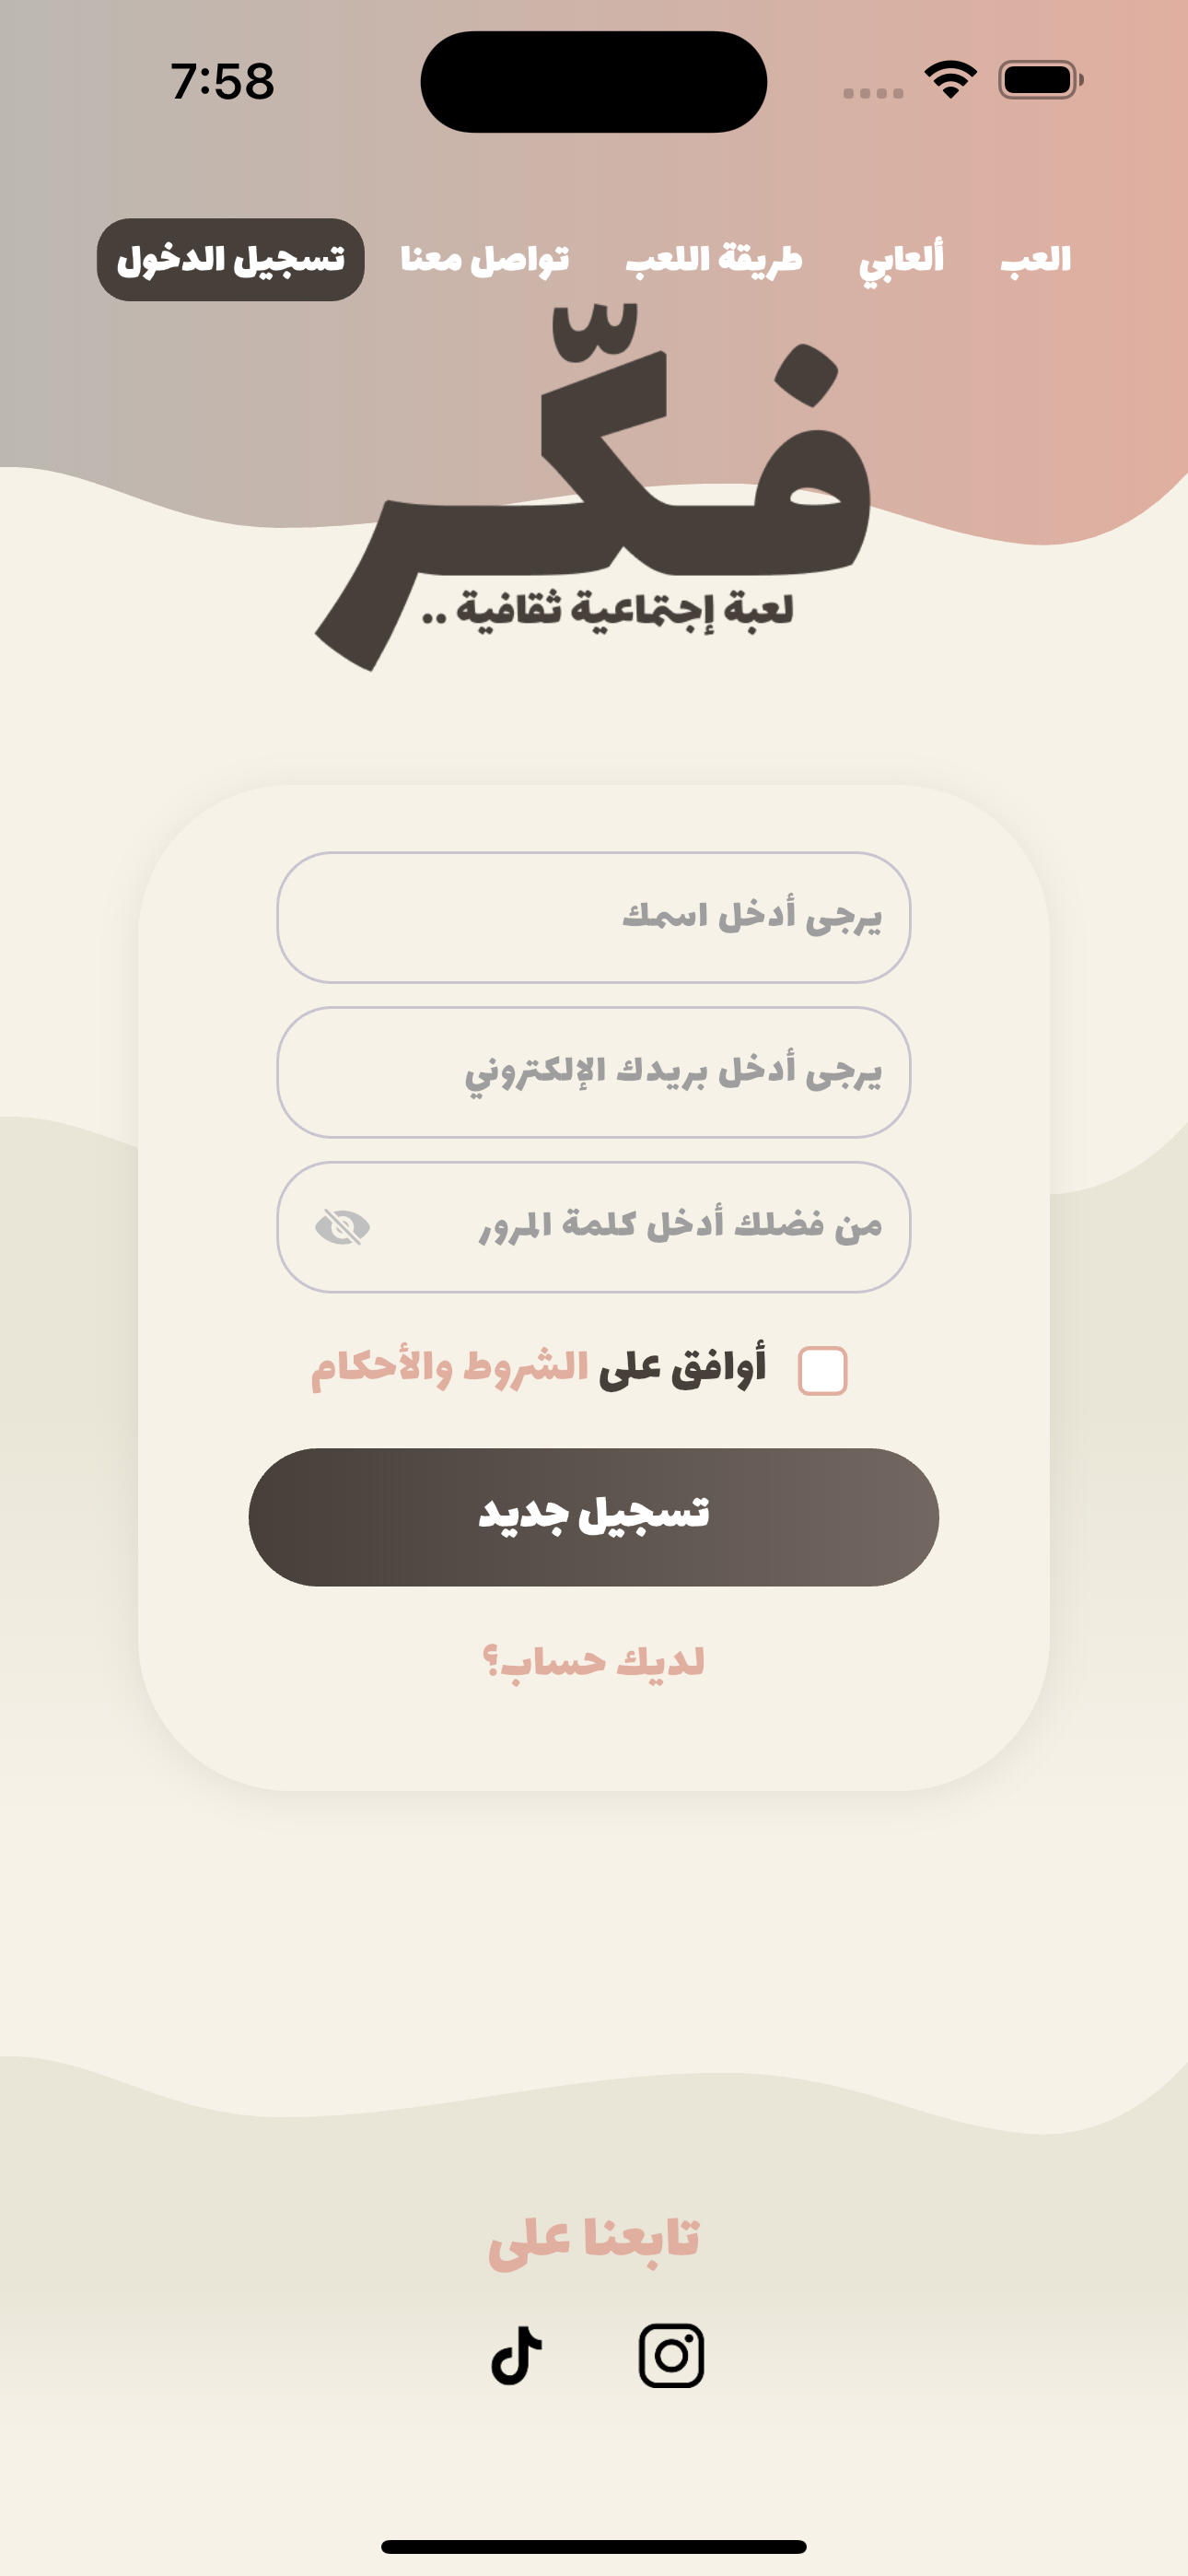 7:58
العب ألعابي طريقة اللعب تواصل معنا تسجيل الدخول
فكّر
لعبة إجتماعية ثقافية ..
يرجى أدخل اسمك
يرجى أدخل بريدك الإلكتروني
من فضلك أدخل كلمة المرور
أوافق على الشروط والأحكام
تسجيل جديد
لديك حساب؟
تابعنا على